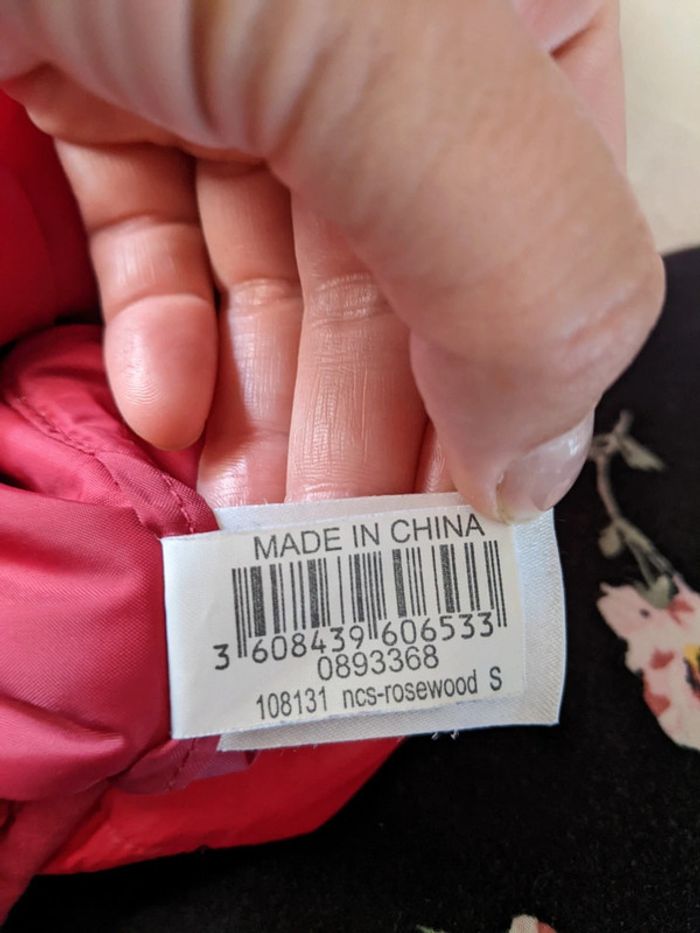 MADE IN CHINA
3 608439 606533
0893368
108131 ncs-rosewood S